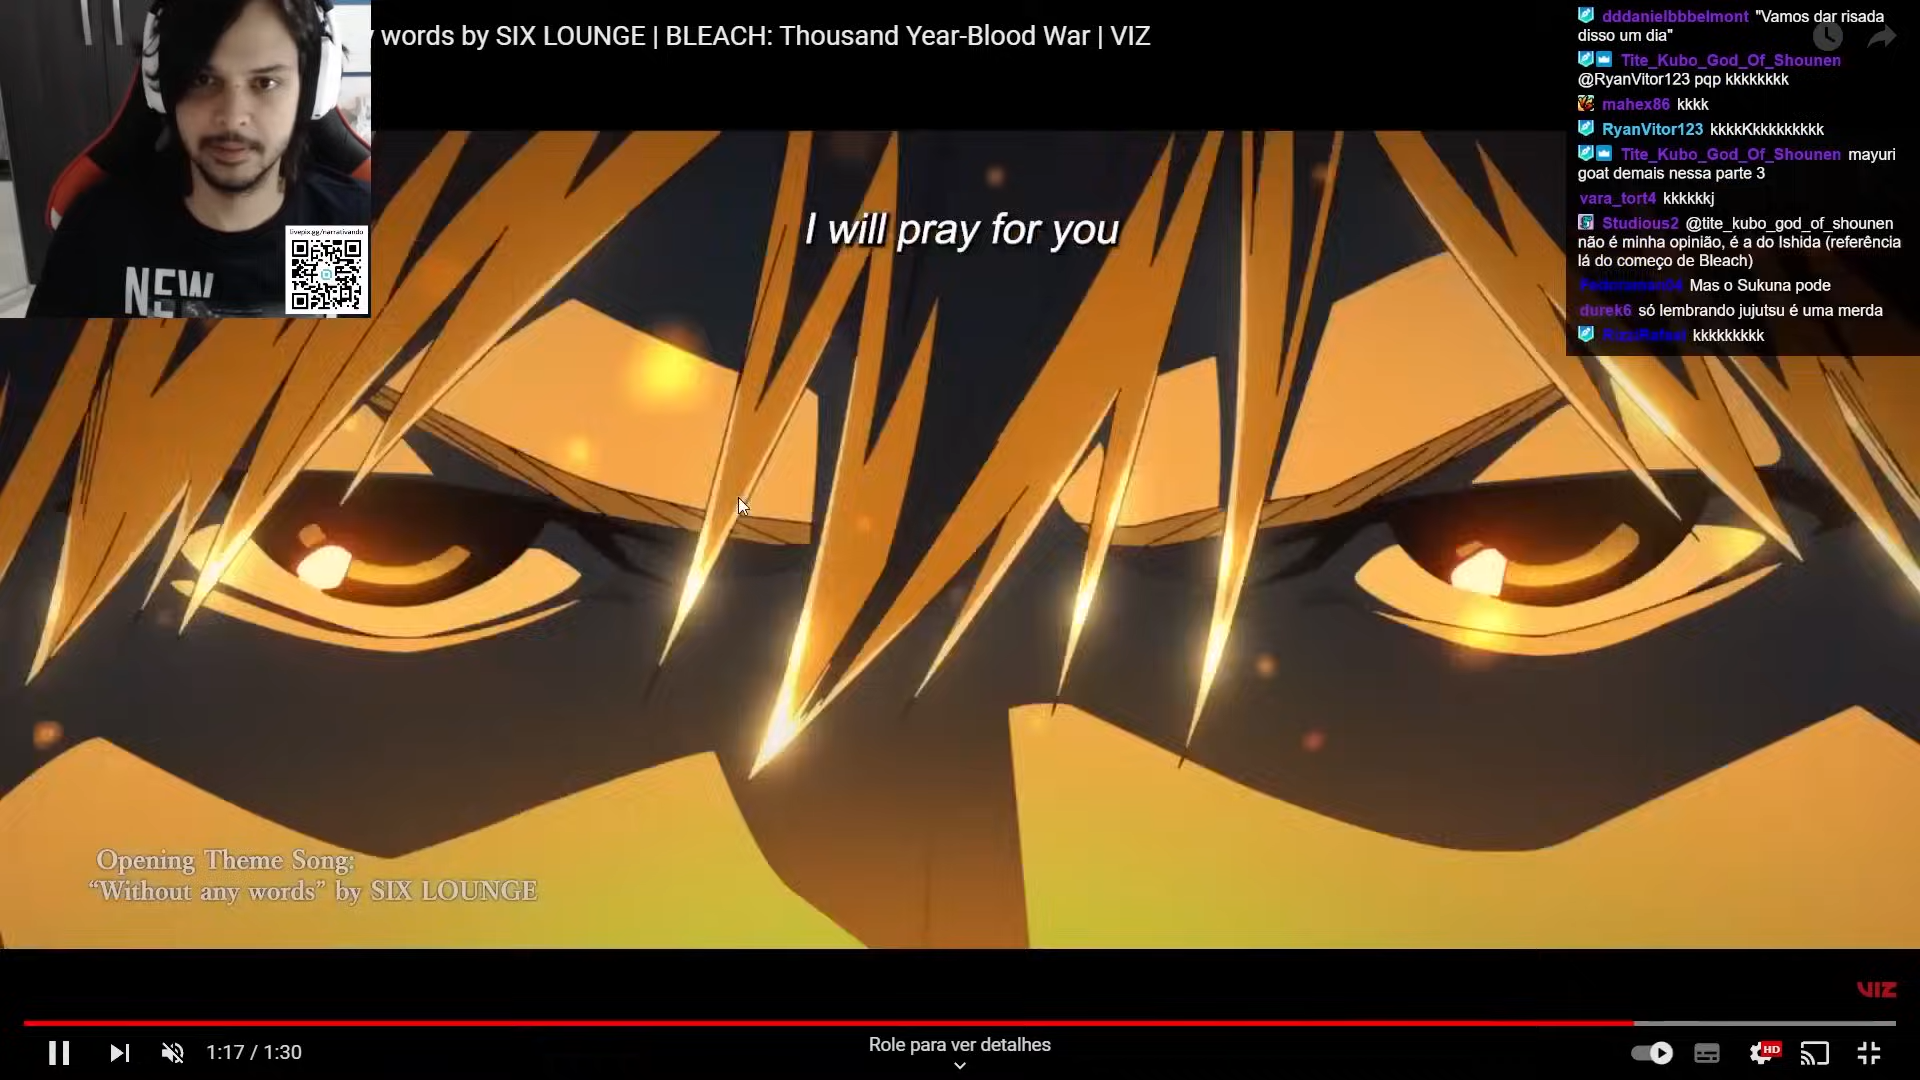 words by SIX LOUNGE | BLEACH: Thousand Year-Blood War | VIZ
livepix.gg/narrativando
NEW
I will pray for you
dddanielbbbelmont "Vamos dar risada
disso um dia"
Tite_Kubo_God_Of_Shounen
@RyanVitor123 pqp kkkkkkkk
mahex86 kkkk
RyanVitor123 kkkkKkkkkkkkkk
Tite_Kubo_God_Of_Shounen mayuri
goat demais nessa parte 3
vara_tort4 kkkkkkj
Studious2 @tite_kubo_god_of_shounen
não é minha opinião, é a do Ishida (referência
lá do começo de Bleach)
Mas o Sukuna pode
durek6 só lembrando jujutsu é uma merda
kkkkkkkkk
Opening Theme Song:
“Without any words” by SIX LOUNGE
VIZ
1:17 / 1:30
Role para ver detalhes
HD